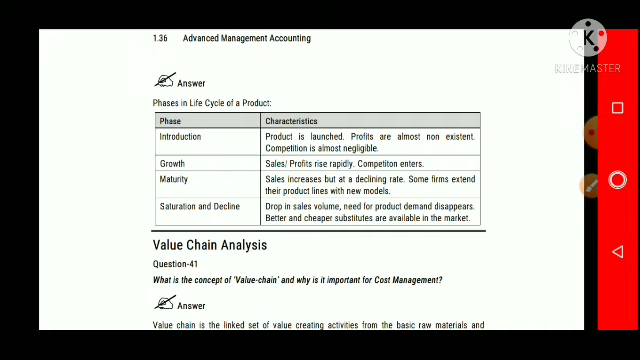 1.36 Advanced Management Accounting
KINEMASTER
Answer
Phases in Life Cycle of a Product:
Phase Characteristics
Introduction Product is launched. Profits are almost non existent.
Competition is almost negligible.
Growth Sales/ Profits rise rapidly. Competiton enters.
Maturity Sales increases but at a declining rate. Some firms extend
their product lines with new models.
Saturation and Decline Drop in sales volume, need for product demand disappears.
Better and cheaper substitutes are available in the market.
Value Chain Analysis
Question-41
What is the concept of ‘Value-chain’ and why is it important for Cost Management?
Answer
Value chain is the linked set of value creating activities from the basic raw materials and